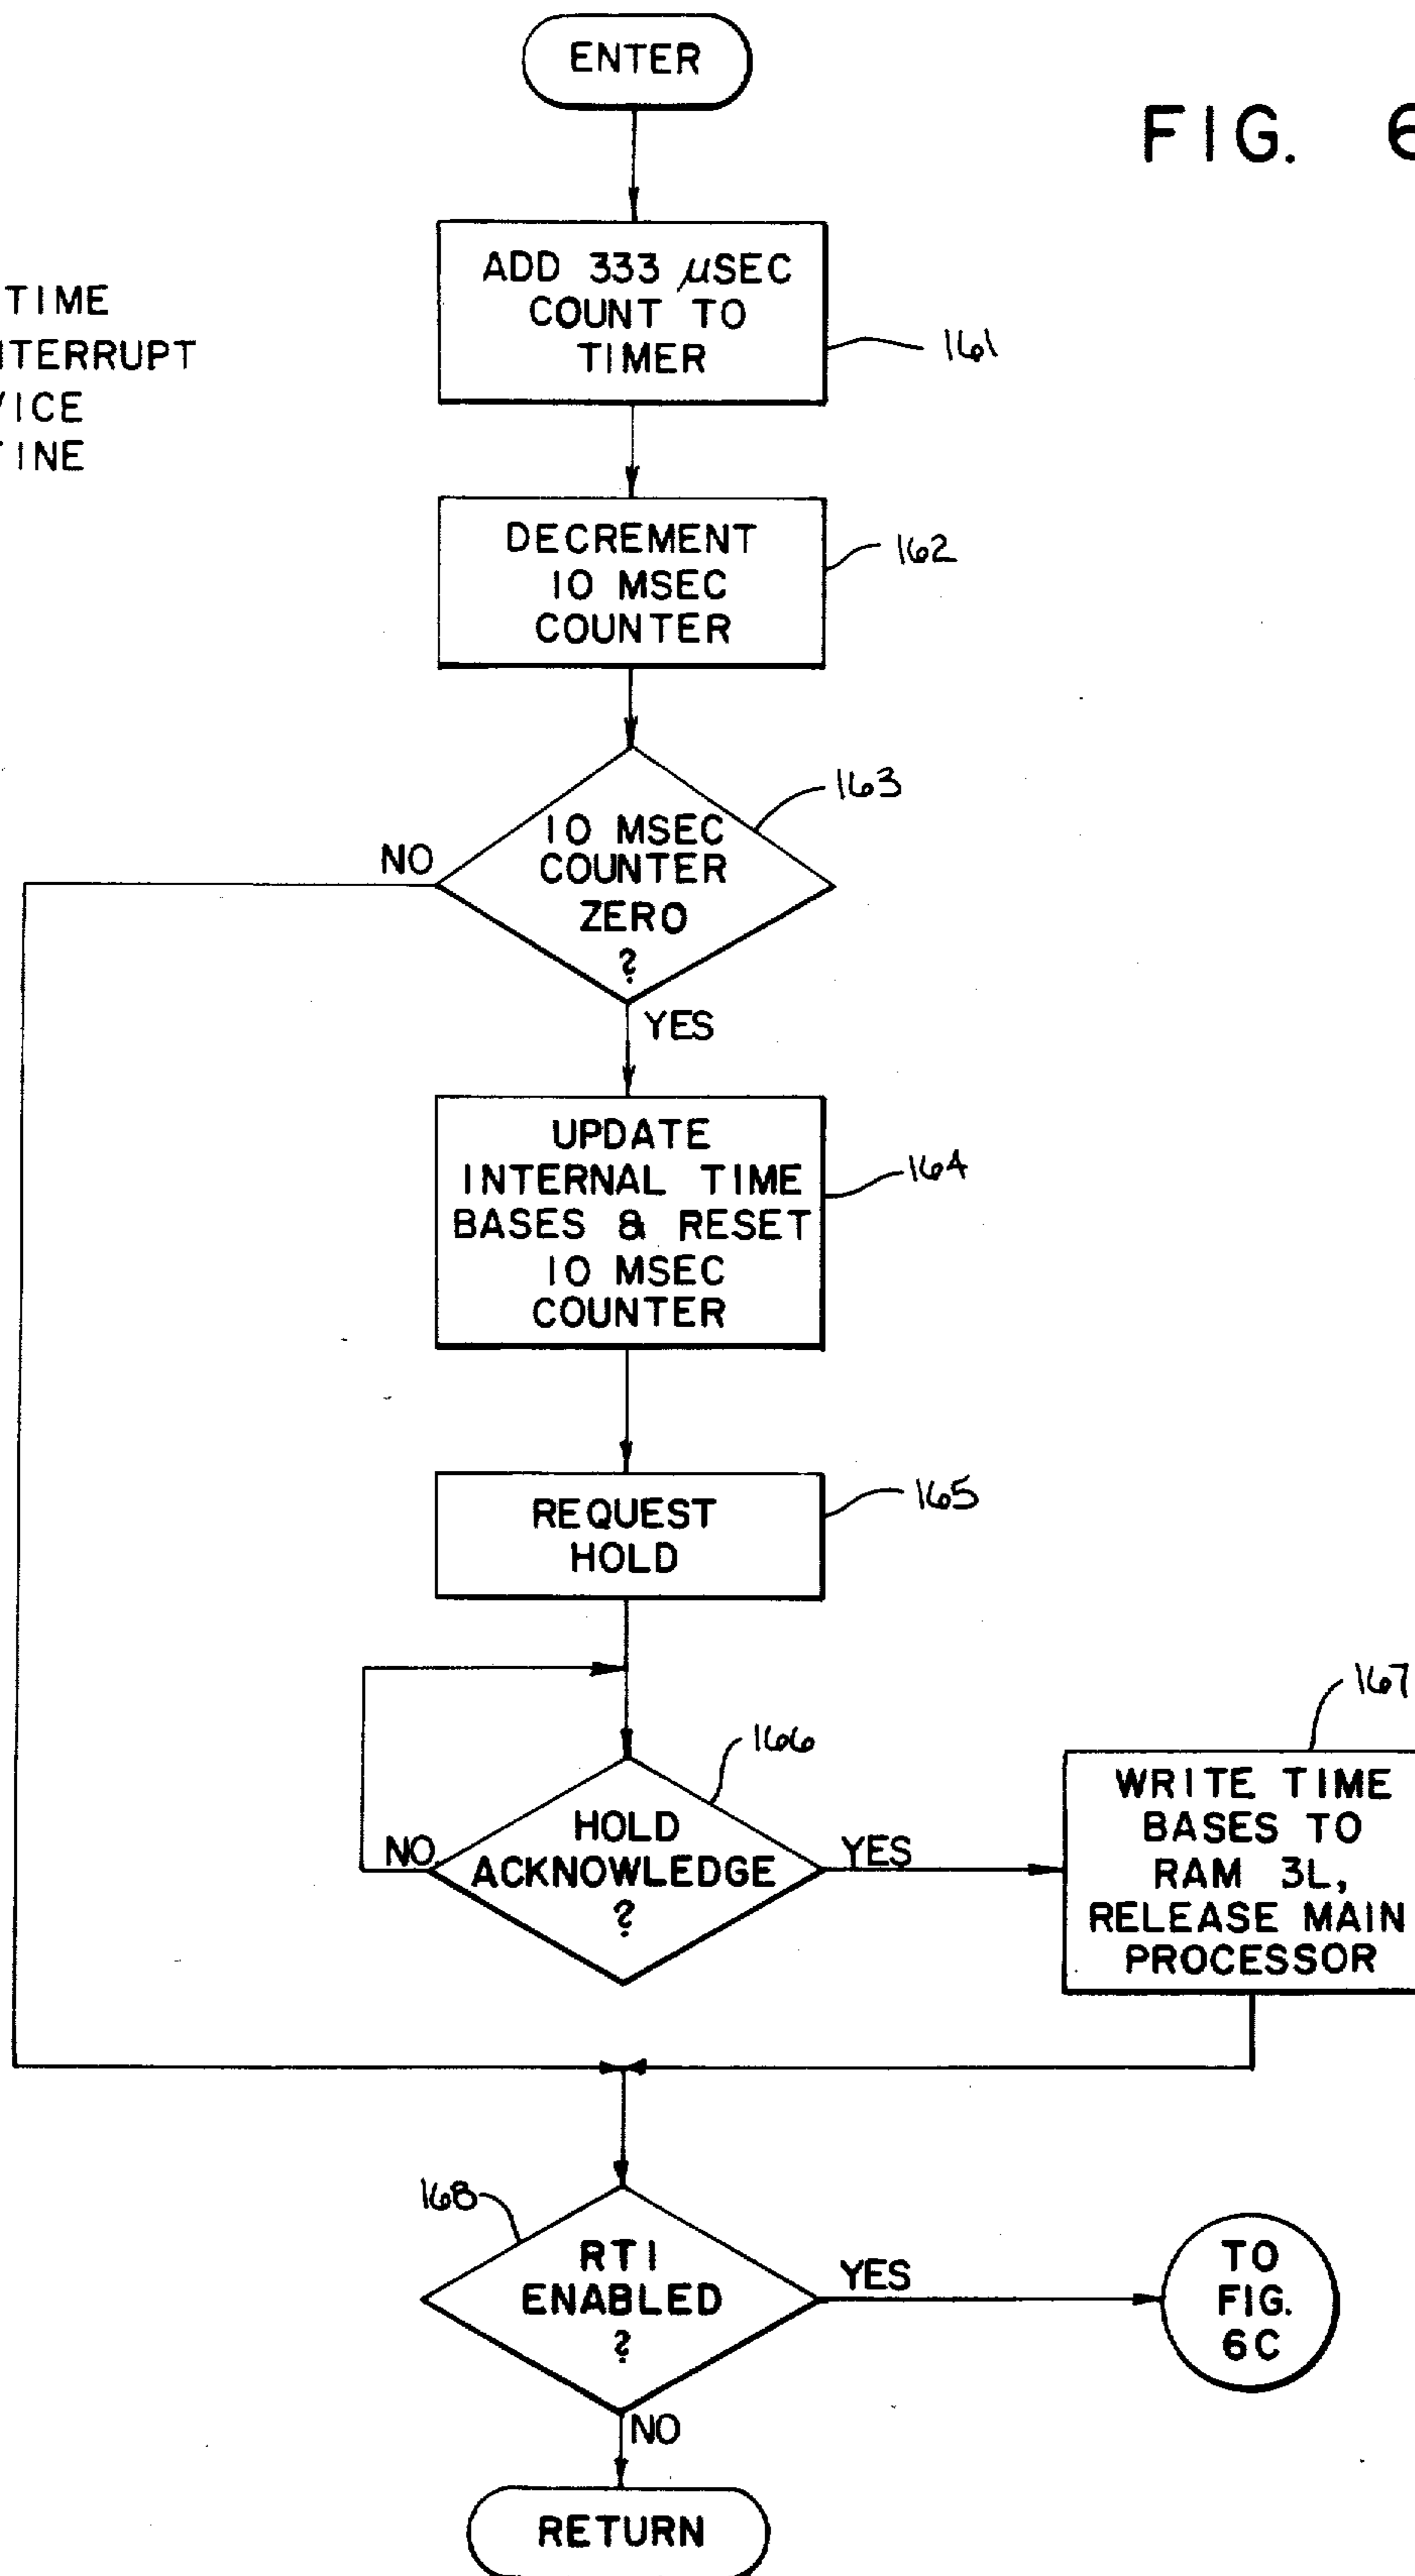 ENTER
FIG. 6
TIME
NTERRUPT
VICE
TINE
ADD 333 µSEC
COUNT TO
TIMER
161
DECREMENT
10 MSEC
COUNTER
162
163
10 MSEC
COUNTER
ZERO
?
NO
YES
UPDATE
INTERNAL TIME
BASES & RESET
10 MSEC
COUNTER
164
REQUEST
HOLD
165
166
HOLD
ACKNOWLEDGE
?
NO
YES
167
WRITE TIME
BASES TO
RAM 3L,
RELEASE MAIN
PROCESSOR
168
RTI
ENABLED
?
YES
TO
FIG.
6C
NO
RETURN